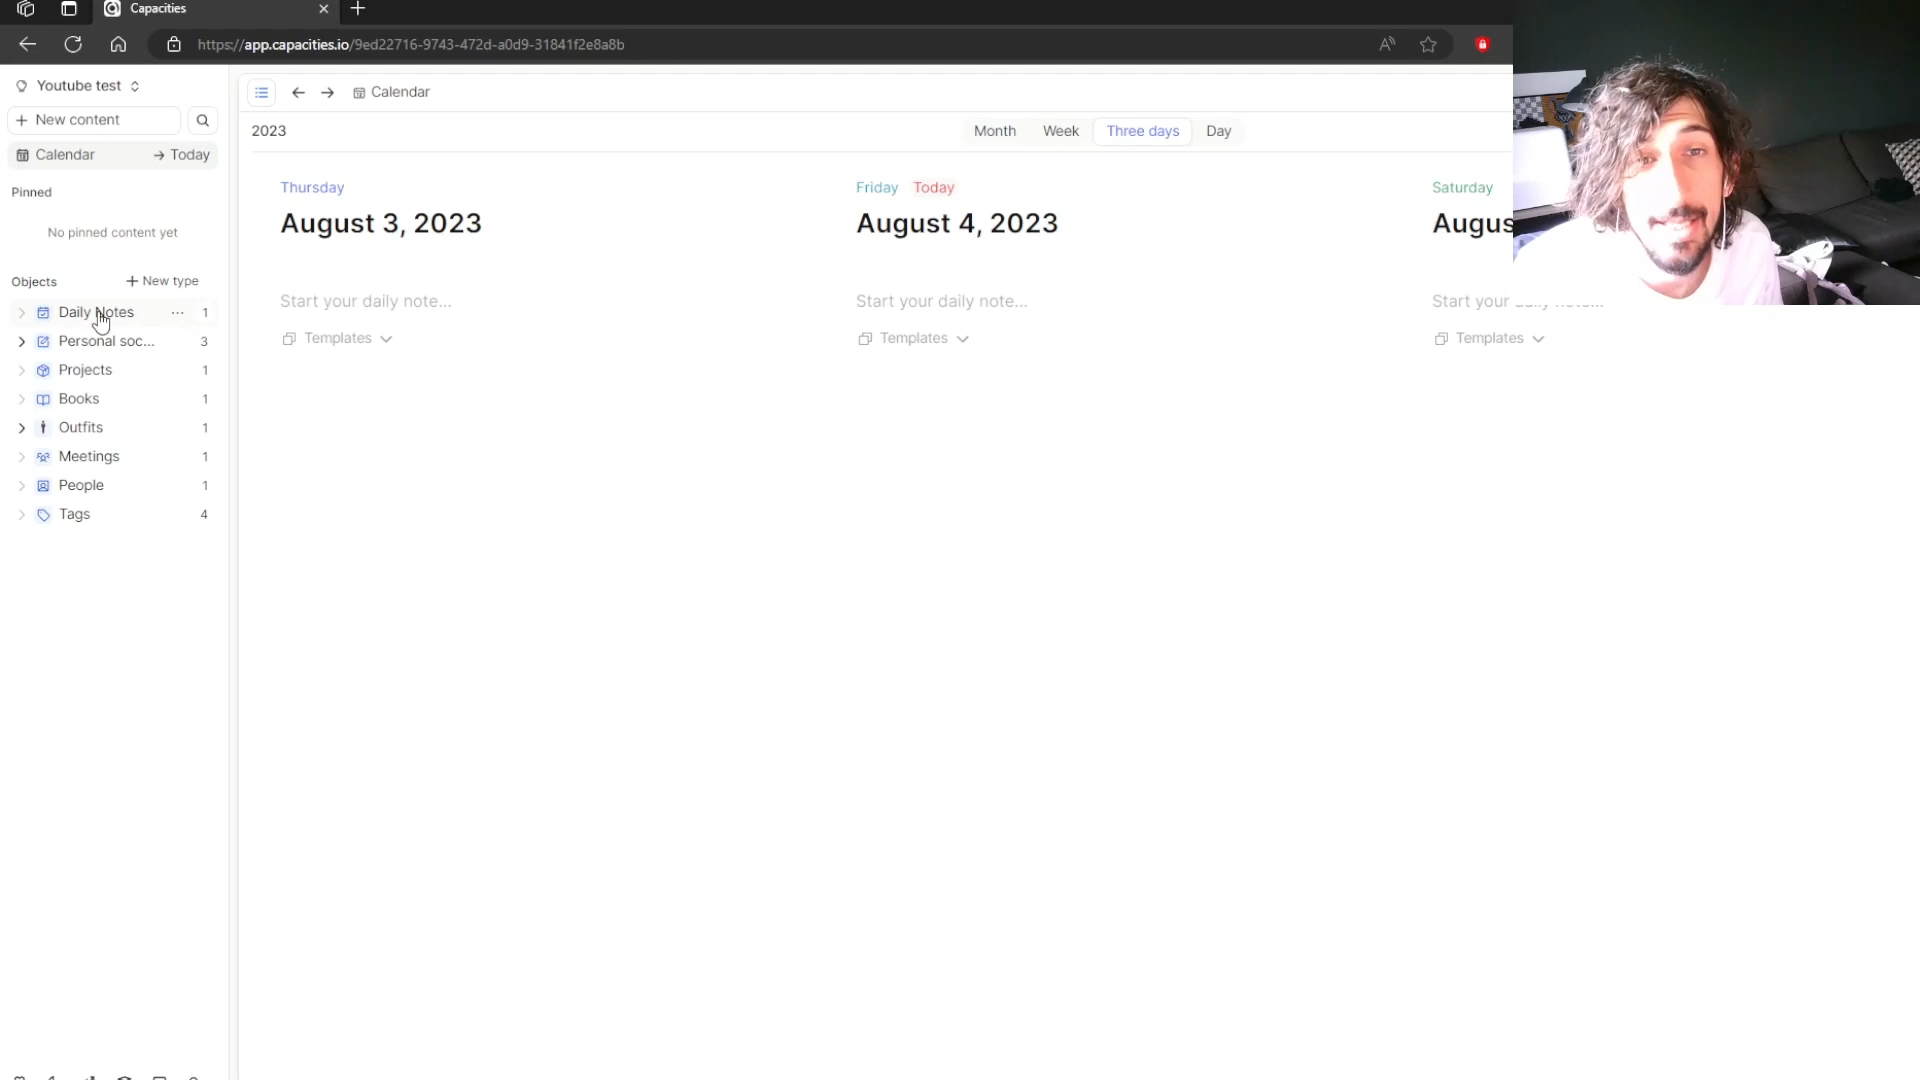 Capacities
https://app.capacities.io/9ed22716-9743-472d-a0d9-31841f2e8a8b
Youtube test
New content
Calendar
Today
Pinned
No pinned content yet
Objects
New type
Daily Notes 1
Personal soc... 3
Projects 1
Books 1
Outfits 1
Meetings 1
People 1
Tags 4
Calendar
2023
Month Week Three days Day
Thursday
August 3, 2023
Start your daily note...
Templates
Friday Today
August 4, 2023
Start your daily note...
Templates
Saturday
Augus
Start your
Templates